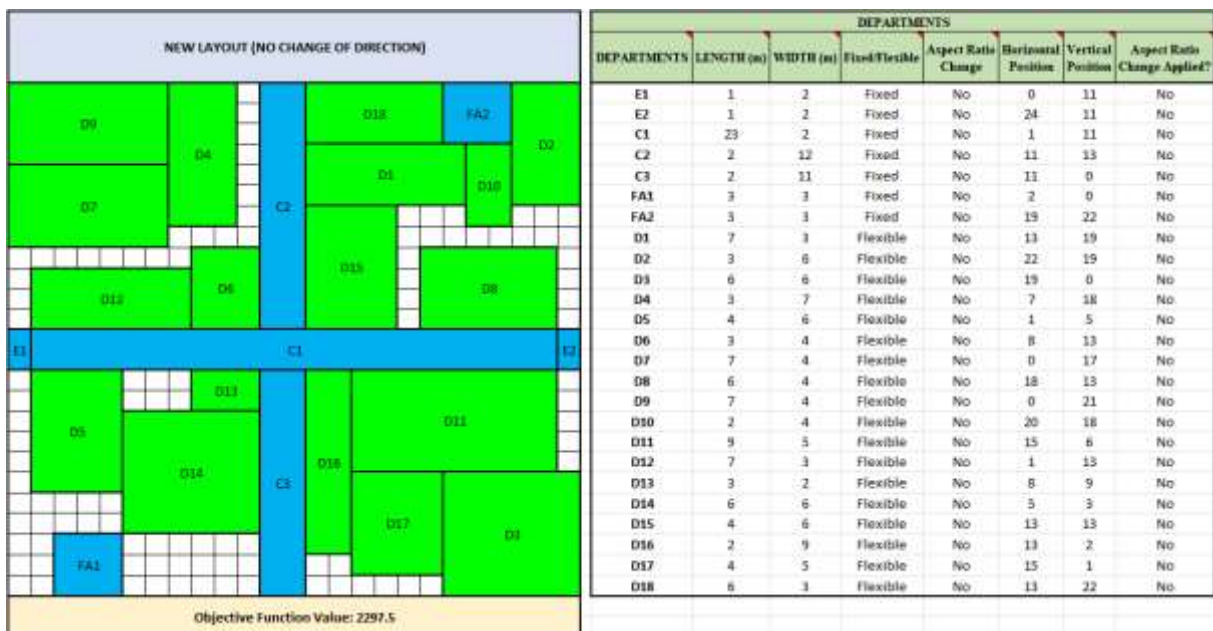 NEW LAYOUT (NO CHANGE OF DIRECTION)
D9
D4
D18
FA2
D2
D1
D10
D7
C2
D15
D12
D6
D8
E1
C1
E2
D13
D5
D11
D14
D16
C3
D17
D3
FA1
Objective Function Value: 2297.5
DEPARTMENTS
DEPARTMENTS LENGTH (m) WIDTH (m) Fixed/Flexible Aspect Ratio Change Horizontal Position Vertical Position Aspect Ratio Change Applied?
E1 1 2 Fixed No 0 11 No
E2 1 2 Fixed No 24 11 No
C1 23 2 Fixed No 1 11 No
C2 2 12 Fixed No 11 13 No
C3 2 11 Fixed No 11 0 No
FA1 3 3 Fixed No 2 0 No
FA2 3 3 Fixed No 19 22 No
D1 7 3 Flexible No 13 19 No
D2 3 6 Flexible No 22 19 No
D3 6 6 Flexible No 19 0 No
D4 3 7 Flexible No 7 18 No
D5 4 6 Flexible No 1 5 No
D6 3 4 Flexible No 8 13 No
D7 7 4 Flexible No 0 17 No
D8 6 4 Flexible No 18 13 No
D9 7 4 Flexible No 0 21 No
D10 2 4 Flexible No 20 18 No
D11 9 5 Flexible No 15 6 No
D12 7 3 Flexible No 1 13 No
D13 3 2 Flexible No 8 9 No
D14 6 6 Flexible No 5 3 No
D15 4 6 Flexible No 13 13 No
D16 2 9 Flexible No 13 2 No
D17 4 5 Flexible No 15 1 No
D18 6 3 Flexible No 13 22 No